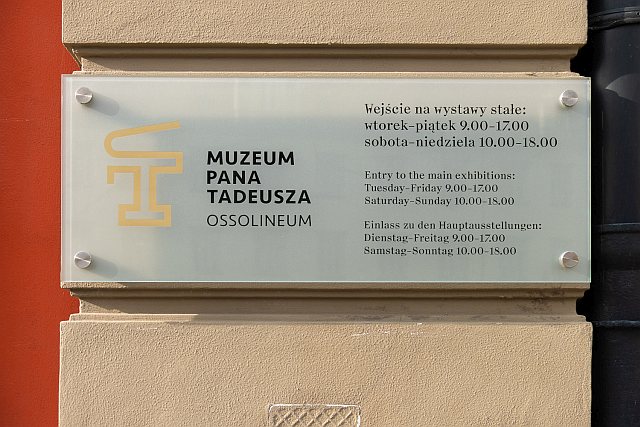 MUZEUM
PANA
TADEUSZA
OSSOLINEUM
Wejście na wystawy stałe:
wtorek–piątek 9.00–17.00
sobota–niedziela 10.00–18.00
Entry to the main exhibitions:
Tuesday–Friday 9.00–17.00
Saturday–Sunday 10.00–18.00
Einlass zu den Hauptausstellungen:
Dienstag–Freitag 9.00–17.00
Samstag–Sonntag 10.00–18.00